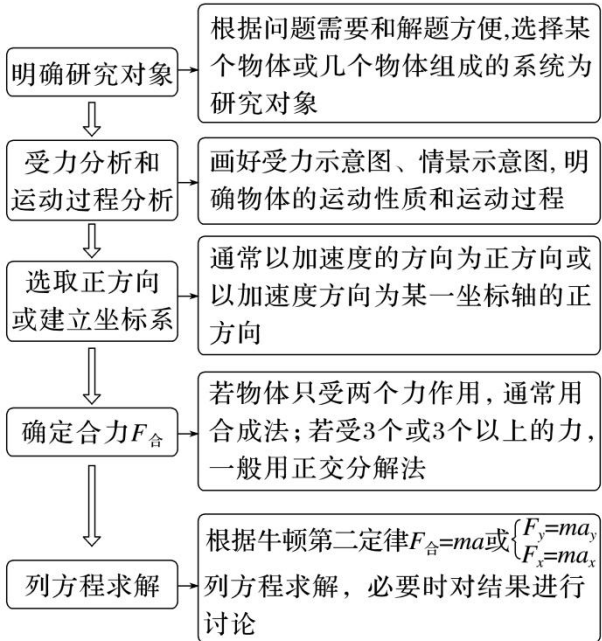 明确研究对象
根据问题需要和解题方便,选择某
个物体或几个物体组成的系统为
研究对象
受力分析和
运动过程分析
画好受力示意图、情景示意图,明
确物体的运动性质和运动过程
选取正方向
或建立坐标系
通常以加速度的方向为正方向或
以加速度方向为某一坐标轴的正
方向
确定合力F合
若物体只受两个力作用,通常用
合成法;若受3个或3个以上的力,
一般用正交分解法
列方程求解
根据牛顿第二定律F合=ma或{Fy=may
Fx=max
列方程求解，必要时对结果进行
讨论